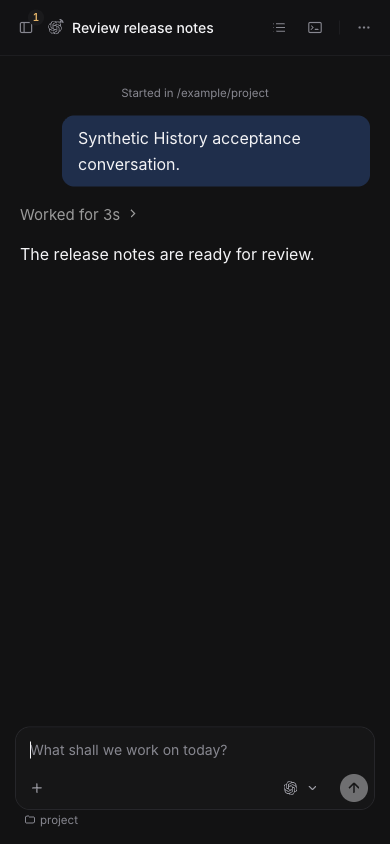 1
Review release notes
Started in /example/project
Synthetic History acceptance
conversation.
Worked for 3s
The release notes are ready for review.
What shall we work on today?
project